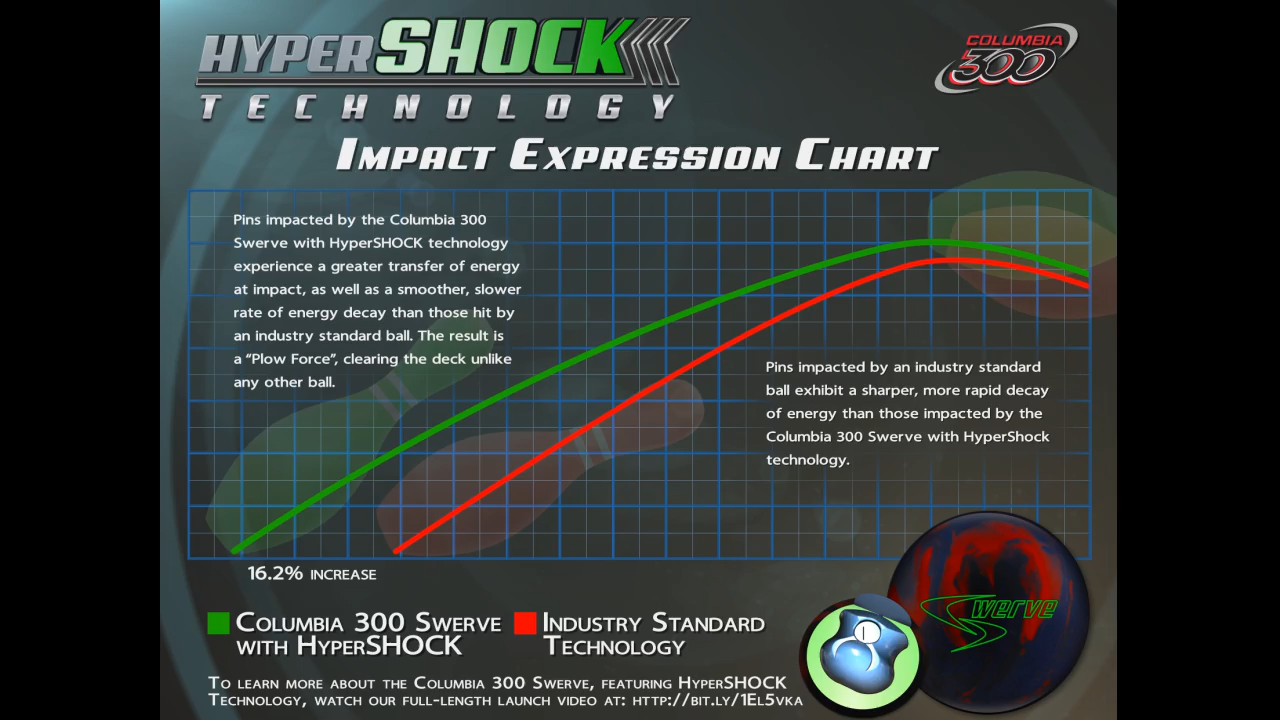 HYPERSHOCK
TECHNOLOGY
COLUMBIA
300
IMPACT EXPRESSION CHART
Pins impacted by the Columbia 300
Swerve with HyperSHOCK technology
experience a greater transfer of energy
at impact, as well as a smoother, slower
rate of energy decay than those hit by
an industry standard ball. The result is
a “Plow Force”, clearing the deck unlike
any other ball.
Pins impacted by an industry standard
ball exhibit a sharper, more rapid decay
of energy than those impacted by the
Columbia 300 Swerve with HyperShock
technology.
16.2% INCREASE
COLUMBIA 300 SWERVE
WITH HYPERSHOCK
INDUSTRY STANDARD
TECHNOLOGY
Swerve
TO LEARN MORE ABOUT THE COLUMBIA 300 SWERVE, FEATURING HYPERSHOCK
TECHNOLOGY, WATCH OUR FULL-LENGTH LAUNCH VIDEO AT: HTTP://BIT.LY/1EL5VKA